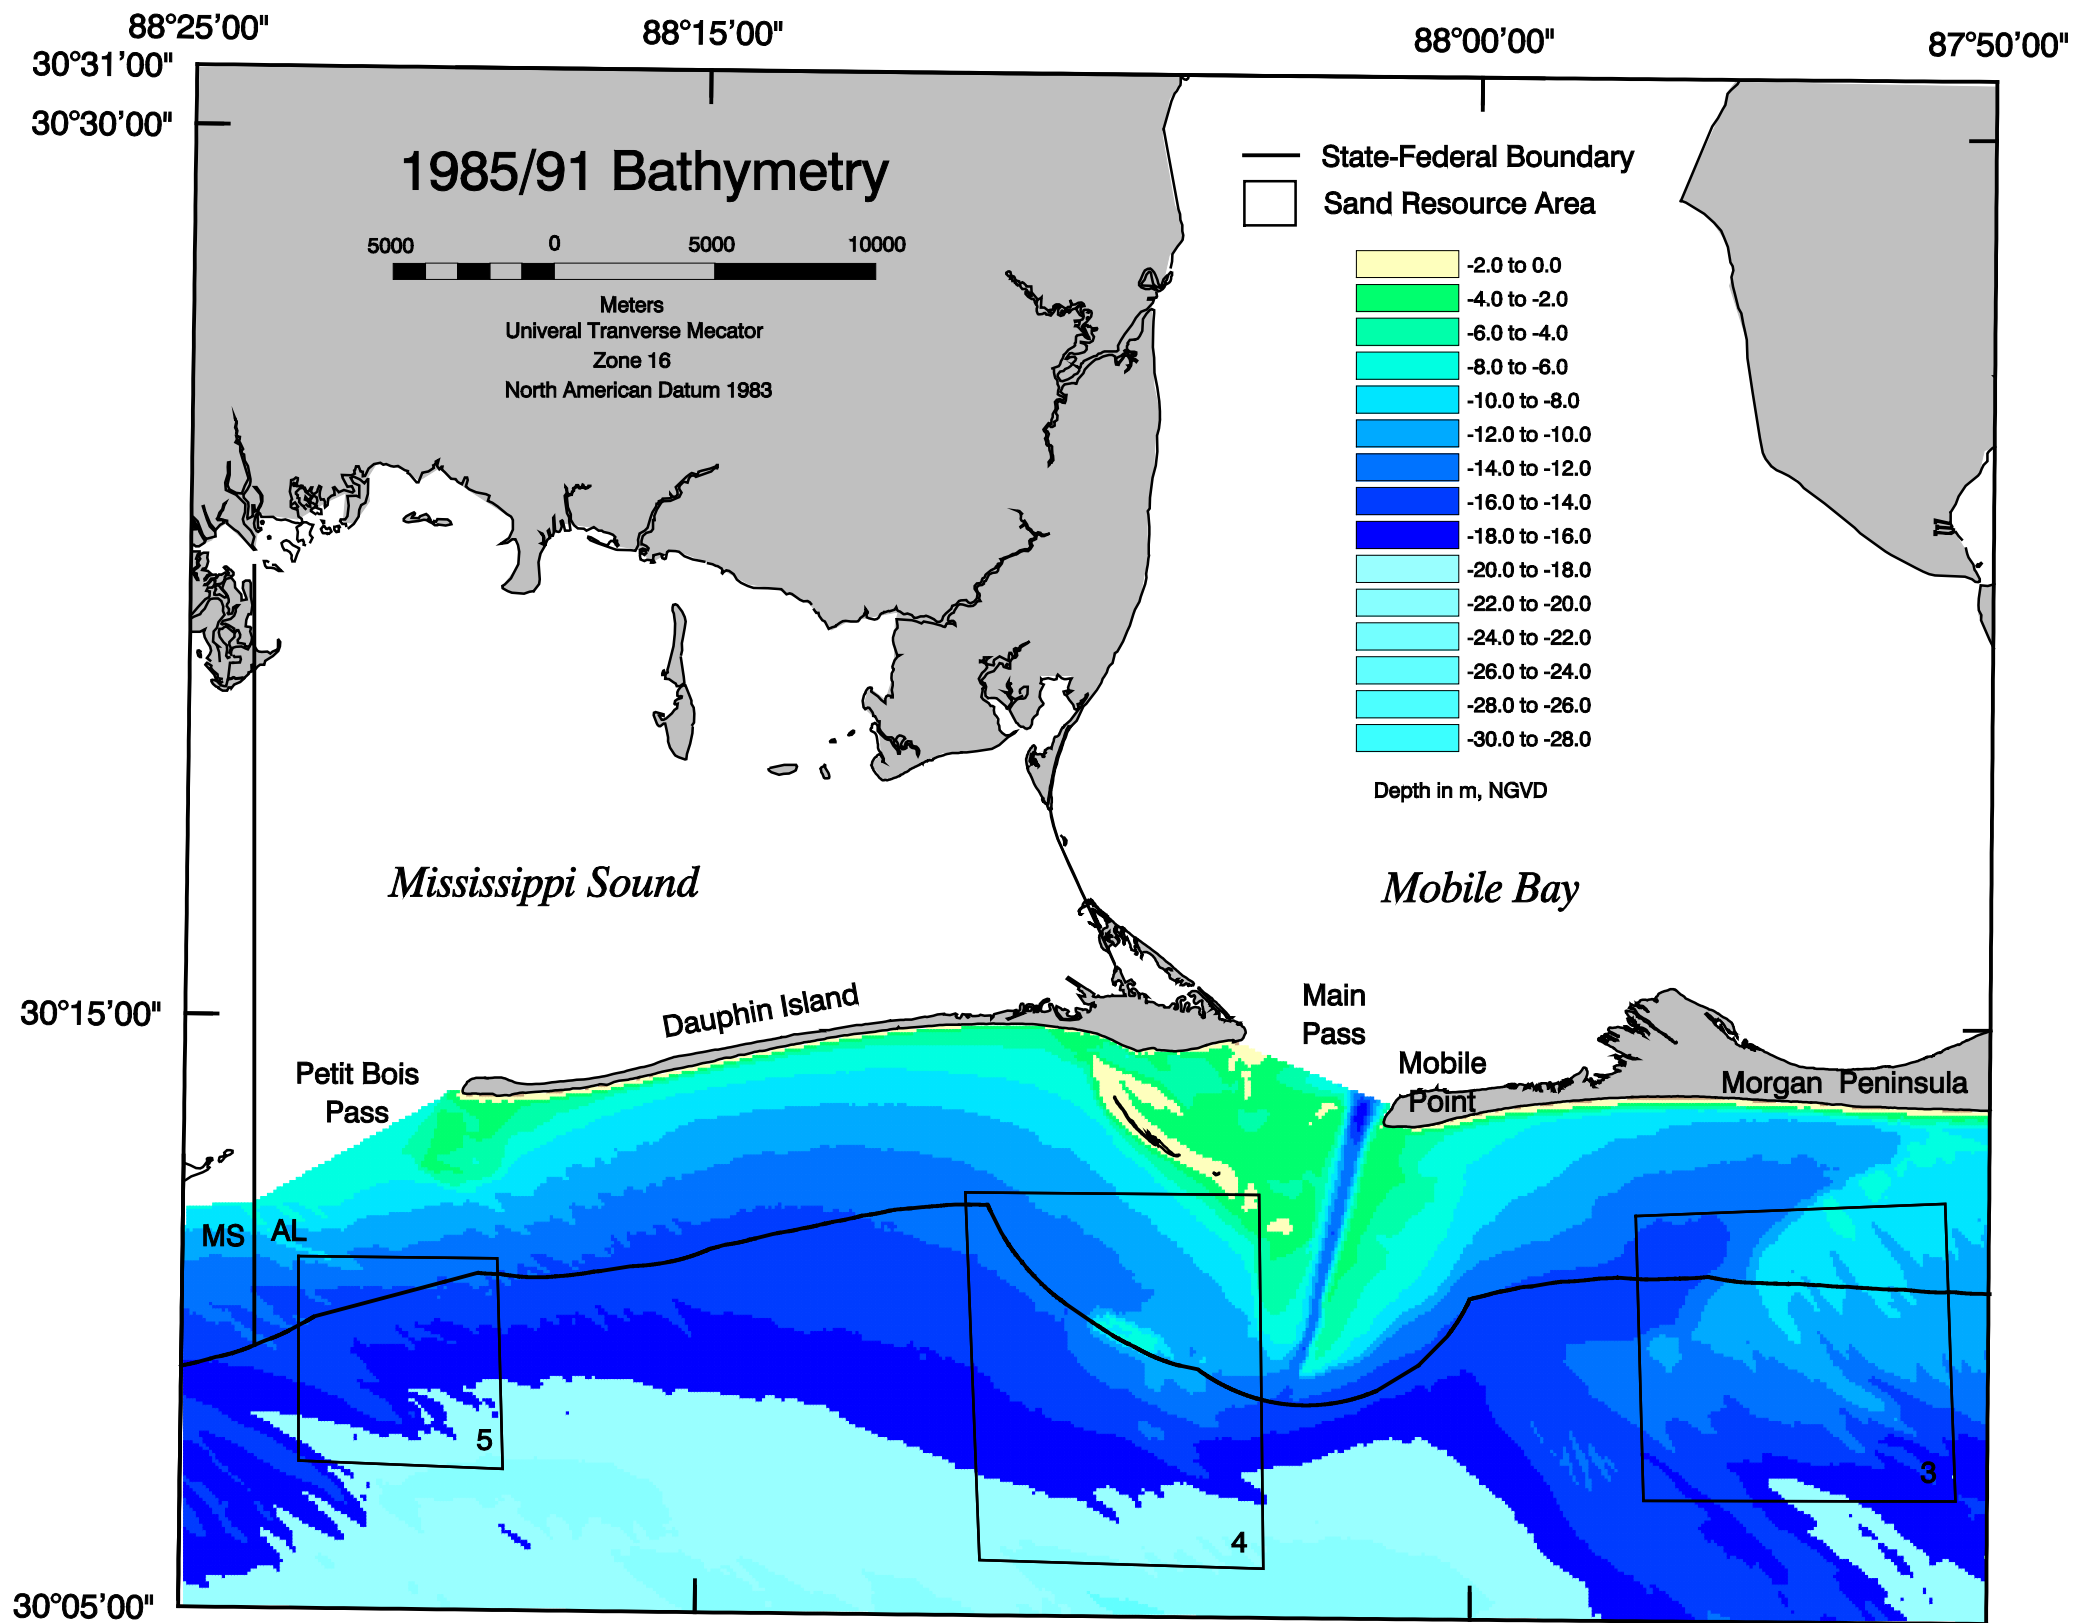 88°25'00"
88°15'00"
88°00'00"
87°50'00"
30°31'00"
30°30'00"
1985/91 Bathymetry
5000 0 5000 10000
Meters
Univeral Tranverse Mecator
Zone 16
North American Datum 1983
State-Federal Boundary
Sand Resource Area
-2.0 to 0.0
-4.0 to -2.0
-6.0 to -4.0
-8.0 to -6.0
-10.0 to -8.0
-12.0 to -10.0
-14.0 to -12.0
-16.0 to -14.0
-18.0 to -16.0
-20.0 to -18.0
-22.0 to -20.0
-24.0 to -22.0
-26.0 to -24.0
-28.0 to -26.0
-30.0 to -28.0
Depth in m, NGVD
Mississippi Sound
Mobile Bay
30°15'00"
Dauphin Island
Main
Pass
Petit Bois
Pass
Mobile
Point
Morgan Peninsula
MS AL
5
3
4
30°05'00"